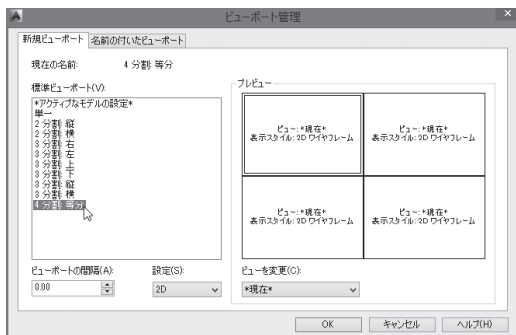 ビューポート管理
新規ビューポート
名前の付いたビューポート
現在の名前:
4 分割: 等分
標準ビューポート(V):
*アクティブなモデルの設定*
単一
2 分割: 縦
2 分割: 横
3 分割: 右
3 分割: 左
3 分割: 上
3 分割: 下
3 分割: 縦
3 分割: 横
4 分割: 等分
プレビュー
ビュー: *現在*
表示スタイル: 2D ワイヤフレーム
ビュー: *現在*
表示スタイル: 2D ワイヤフレーム
ビュー: *現在*
表示スタイル: 2D ワイヤフレーム
ビュー: *現在*
表示スタイル: 2D ワイヤフレーム
ビューポートの間隔(A):
0.00
設定(S):
2D
ビューを変更(C):
*現在*
OK
キャンセル
ヘルプ(H)